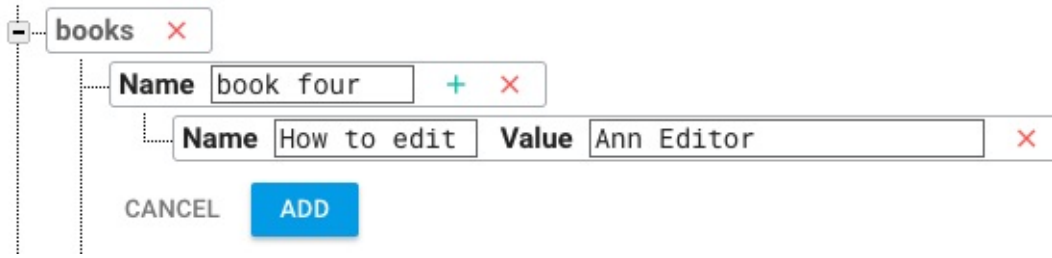 books
Name book four
Name How to edit Value Ann Editor
CANCEL ADD